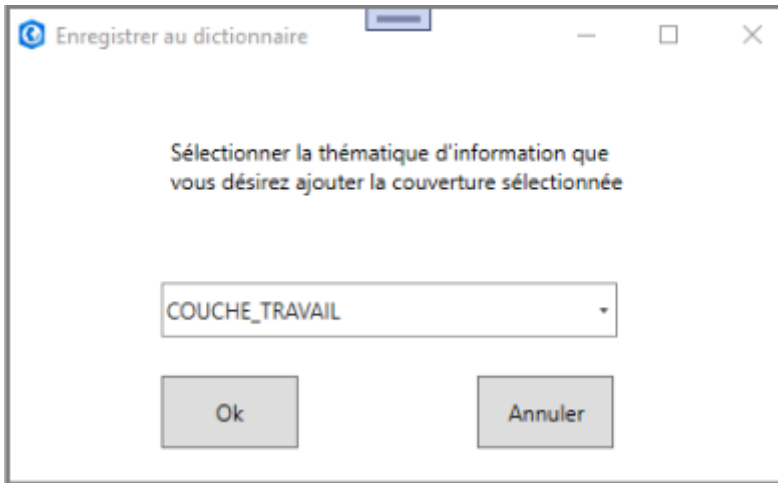 Enregistrer au dictionnaire
Sélectionner la thématique d'information que
vous désirez ajouter la couverture sélectionnée
COUCHE_TRAVAIL
Ok
Annuler